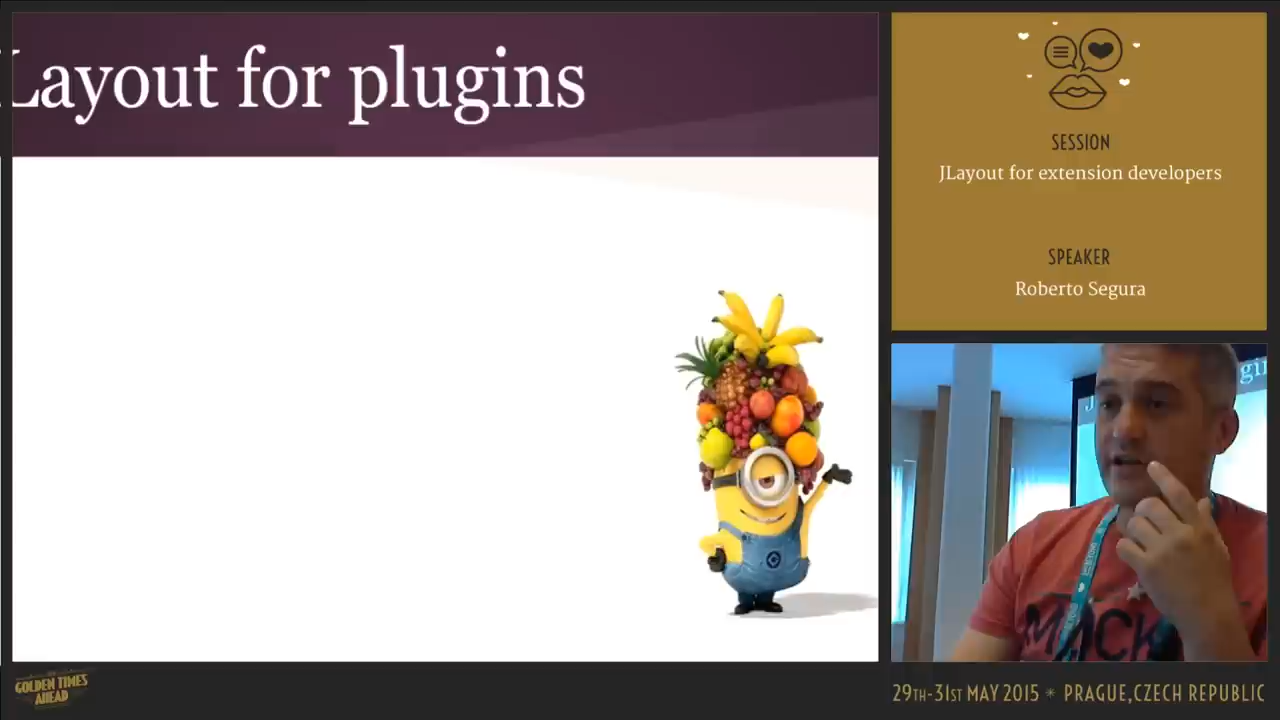 Layout for plugins
SESSION
JLayout for extension developers
SPEAKER
Roberto Segura
GOLDEN TIMES
AHEAD
29TH-31ST MAY 2015 * PRAGUE, CZECH REPUBLIC